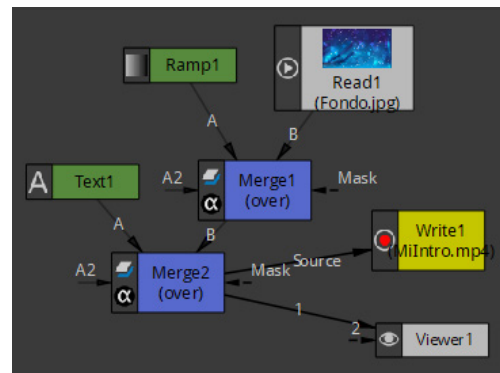 Ramp1
Read1
(Fondo.jpg)
A
B
A
Text1
A2
Merge1
(over)
α
Mask
A
B
A2
Merge2
(over)
α
Mask
Source
Write1
(MiIntro.mp4)
1
2
Viewer1